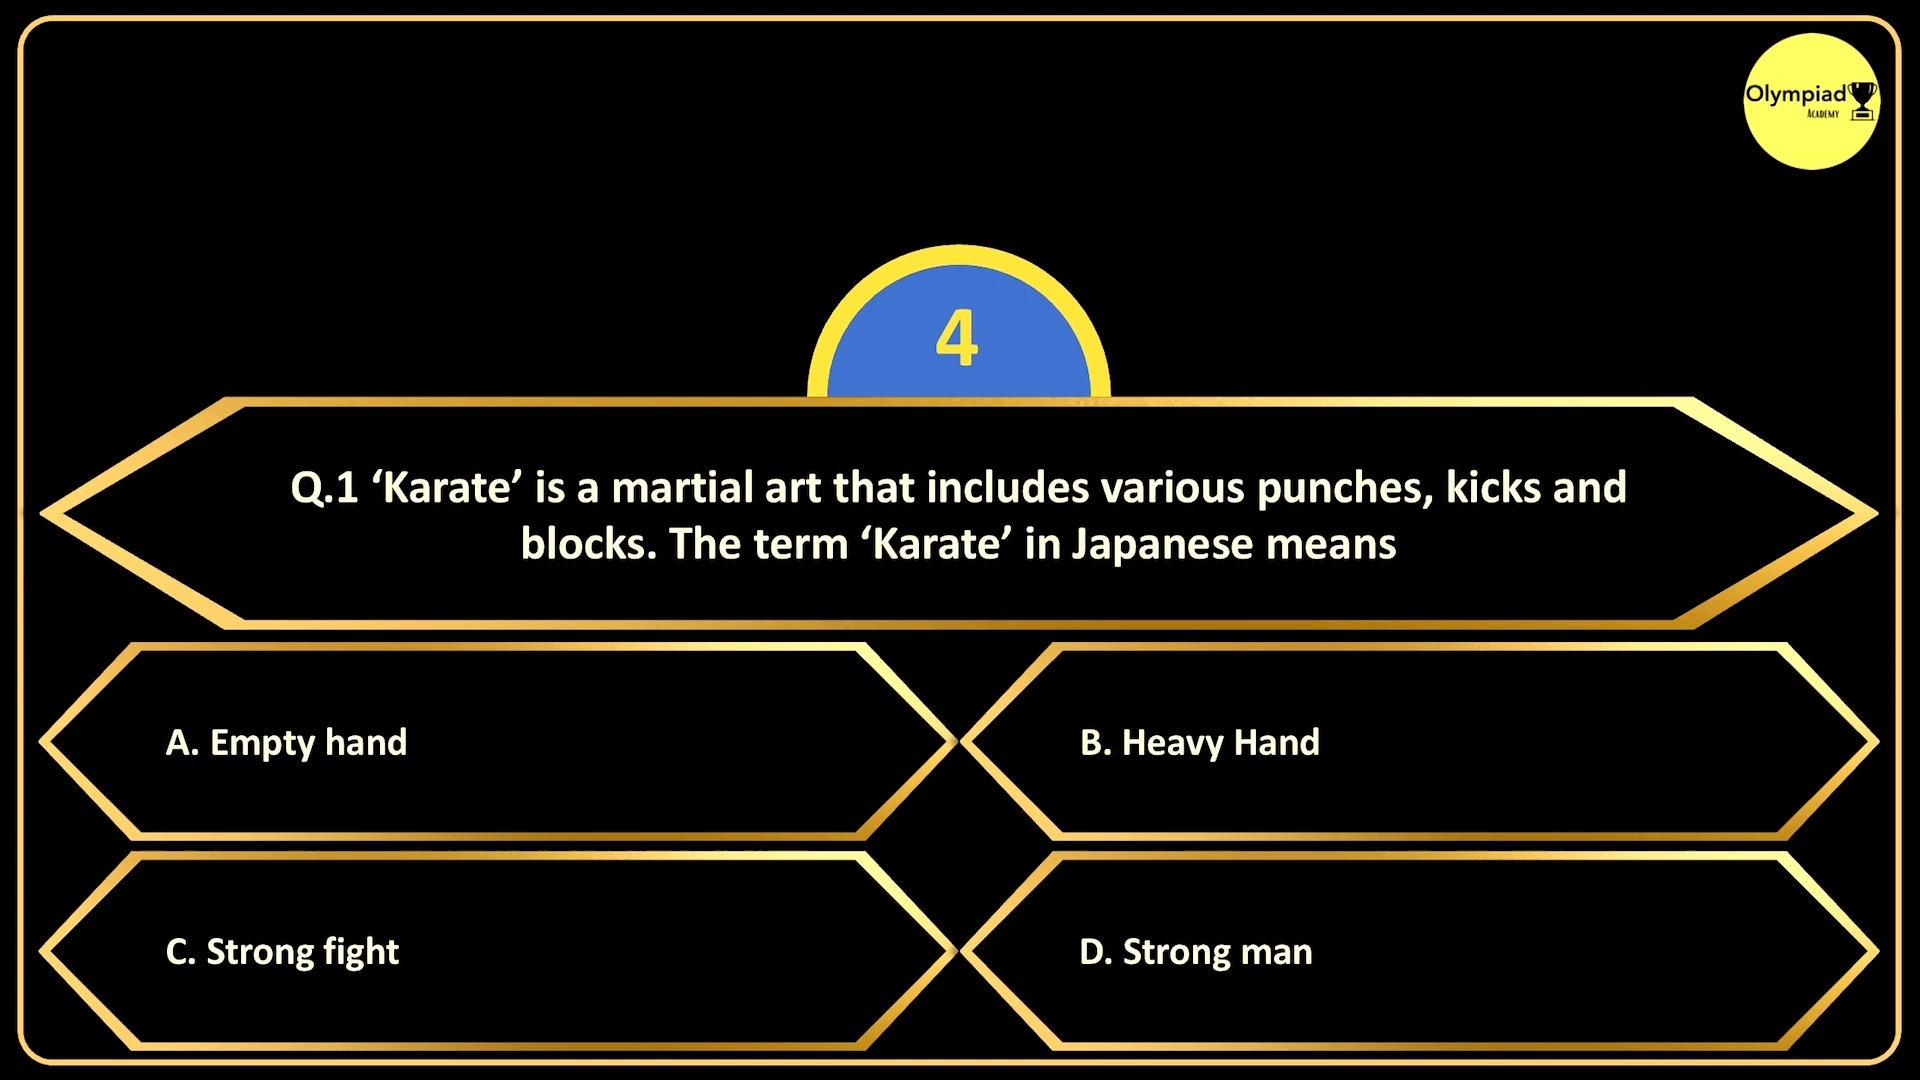 Olympiad
Academy
4
Q.1 ‘Karate’ is a martial art that includes various punches, kicks and
blocks. The term ‘Karate’ in Japanese means
A. Empty hand
B. Heavy Hand
C. Strong fight
D. Strong man